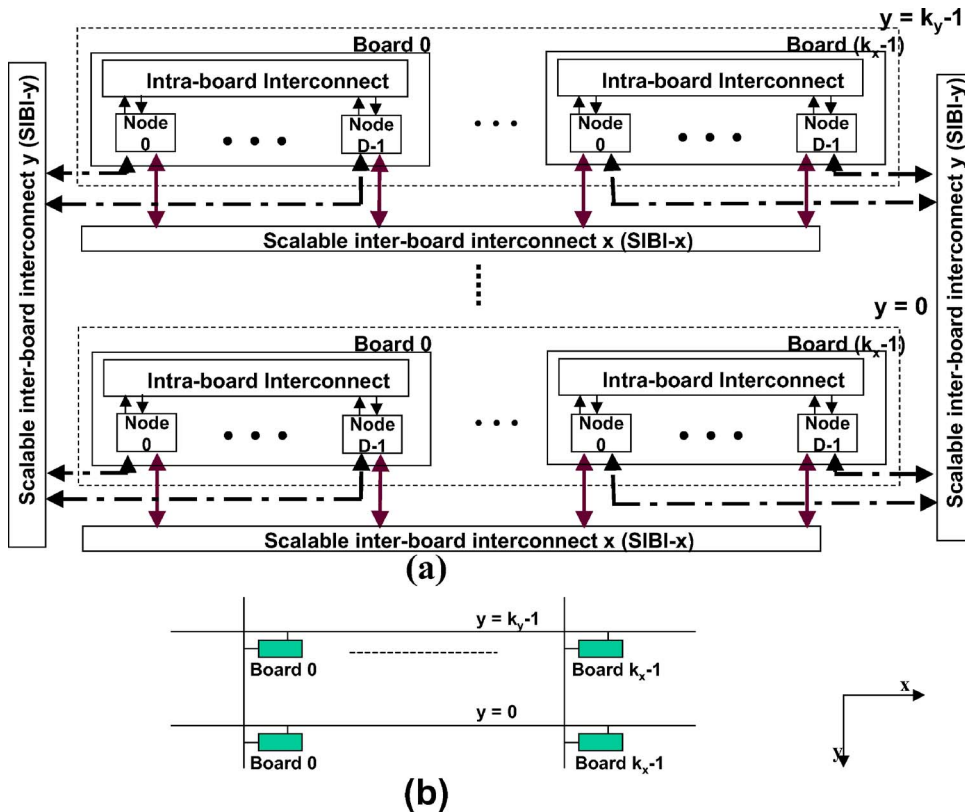 y = ky-1
Board 0
Board (kx-1)
Intra-board Interconnect
Intra-board Interconnect
Node
0
• • •
Node
D-1
• • •
Node
0
• • •
Node
D-1
Scalable inter-board interconnect y (SIBI-y)
Scalable inter-board interconnect y (SIBI-y)
Scalable inter-board interconnect x (SIBI-x)
y = 0
Board 0
Board (kx-1)
Intra-board Interconnect
Intra-board Interconnect
Node
0
• • •
Node
D-1
• • •
Node
0
• • •
Node
D-1
Scalable inter-board interconnect x (SIBI-x)
(a)
y = ky-1
Board 0
Board kx-1
y = 0
Board 0
Board kx-1
x
y
(b)